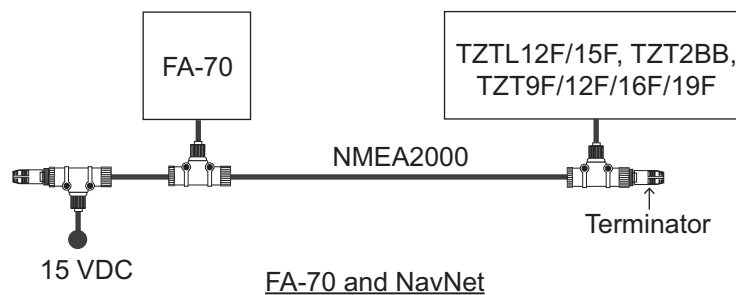 FA-70
TZTL12F/15F, TZT2BB,
TZT9F/12F/16F/19F
NMEA2000
Terminator
15 VDC
FA-70 and NavNet